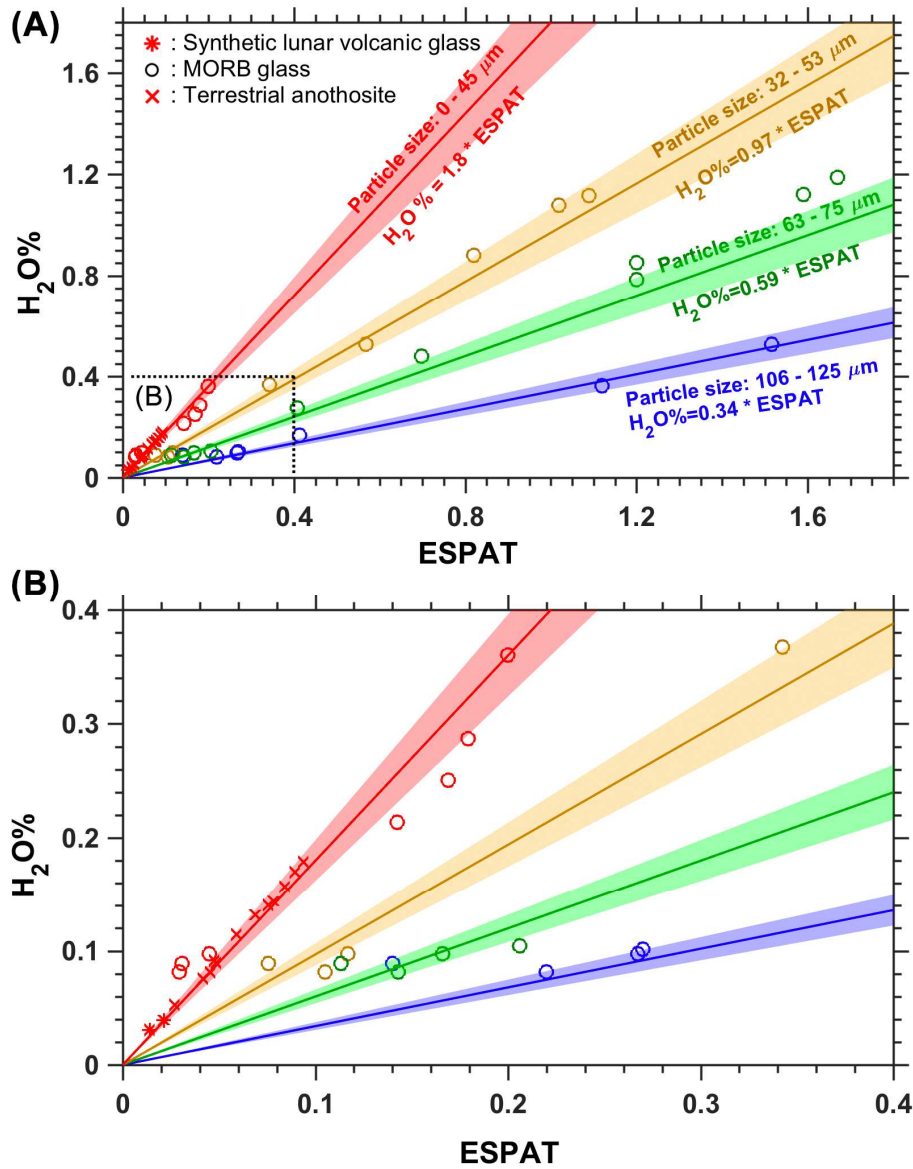 (A)
* : Synthetic lunar volcanic glass
○ : MORB glass
× : Terrestrial anothosite
Particle size: 0 - 45 μm
H₂O% = 1.8 * ESPAT
Particle size: 32 - 53 μm
H₂O%=0.97 * ESPAT
Particle size: 63 - 75 μm
H₂O%=0.59 * ESPAT
Particle size: 106 - 125 μm
H₂O%=0.34 * ESPAT
(B)
H₂O%
1.6
1.2
0.8
0.4
0
0 0.4 0.8 1.2 1.6
ESPAT
(B)
H₂O%
0.4
0.3
0.2
0.1
0
0 0.1 0.2 0.3 0.4
ESPAT